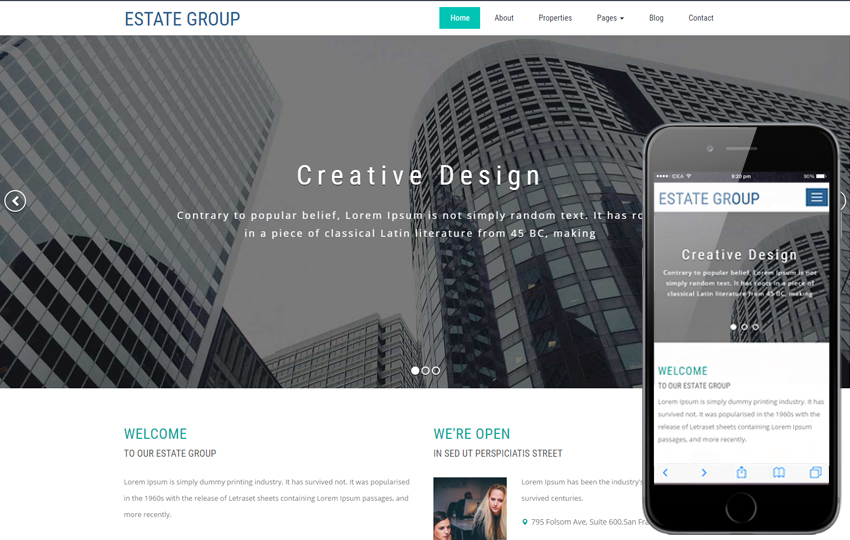 ESTATE GROUP
Home About Properties Pages Blog Contact
Creative Design
Contrary to popular belief, Lorem Ipsum is not simply random text. It has ro
in a piece of classical Latin literature from 45 BC, making
WELCOME
TO OUR ESTATE GROUP
Lorem Ipsum is simply dummy printing industry. It has survived not. It was popularised
in the 1960s with the release of Letraset sheets containing Lorem Ipsum passages, and
more recently.
WE'RE OPEN
IN SED UT PERSPICIATIS STREET
Lorem Ipsum has been the industry's
survived centuries.
795 Folsom Ave, Suite 600,San Fra
IDEA 9:20 pm 90%
ESTATE GROUP
Creative Design
Contrary to popular belief, Lorem Ipsum is not
simply random text. It has roots in a piece of
classical Latin literature from 45 BC, making
WELCOME
TO OUR ESTATE GROUP
Lorem Ipsum is simply dummy printing industry. It has
survived not. It was popularised in the 1960s with the
release of Letraset sheets containing Lorem Ipsum
passages, and more recently.